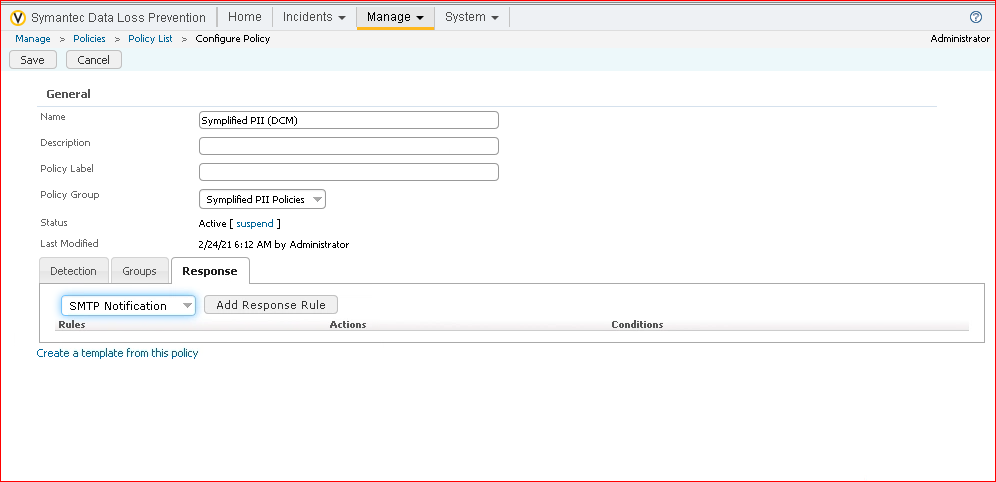 Symantec Data Loss Prevention Home Incidents Manage System
Manage > Policies > Policy List > Configure Policy Administrator
Save Cancel
General
Name Symplified PII (DCM)
Description
Policy Label
Policy Group Symplified PII Policies
Status Active [ suspend ]
Last Modified 2/24/21 6:12 AM by Administrator
Detection Groups Response
SMTP Notification Add Response Rule
Rules Actions Conditions
Create a template from this policy